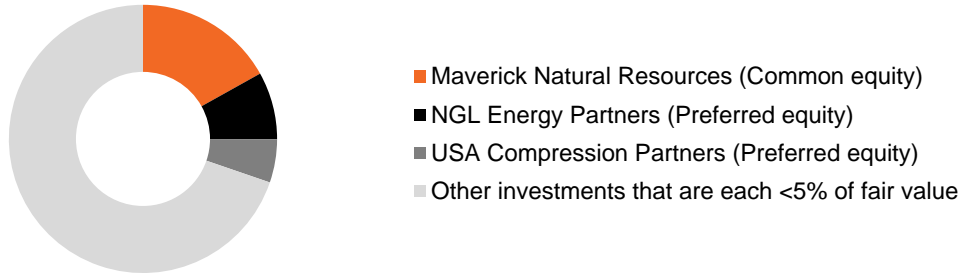 Maverick Natural Resources (Common equity)
NGL Energy Partners (Preferred equity)
USA Compression Partners (Preferred equity)
Other investments that are each <5% of fair value